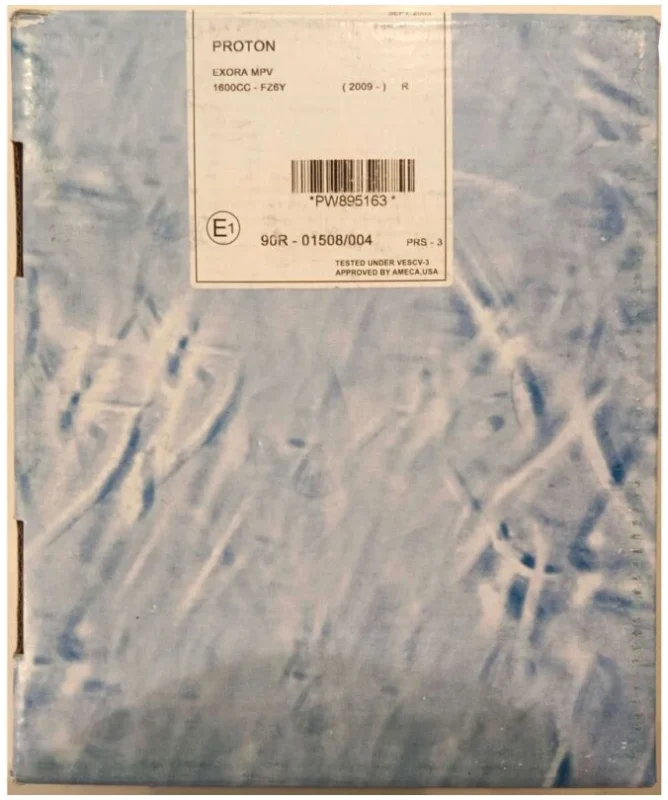 PROTON
EXORA MPV
1600CC - FZ6Y ( 2009 - ) R
*PW895163*
E1 90R - 01508/004 PRS - 3
TESTED UNDER VESCV-3
APPROVED BY AMECA,USA